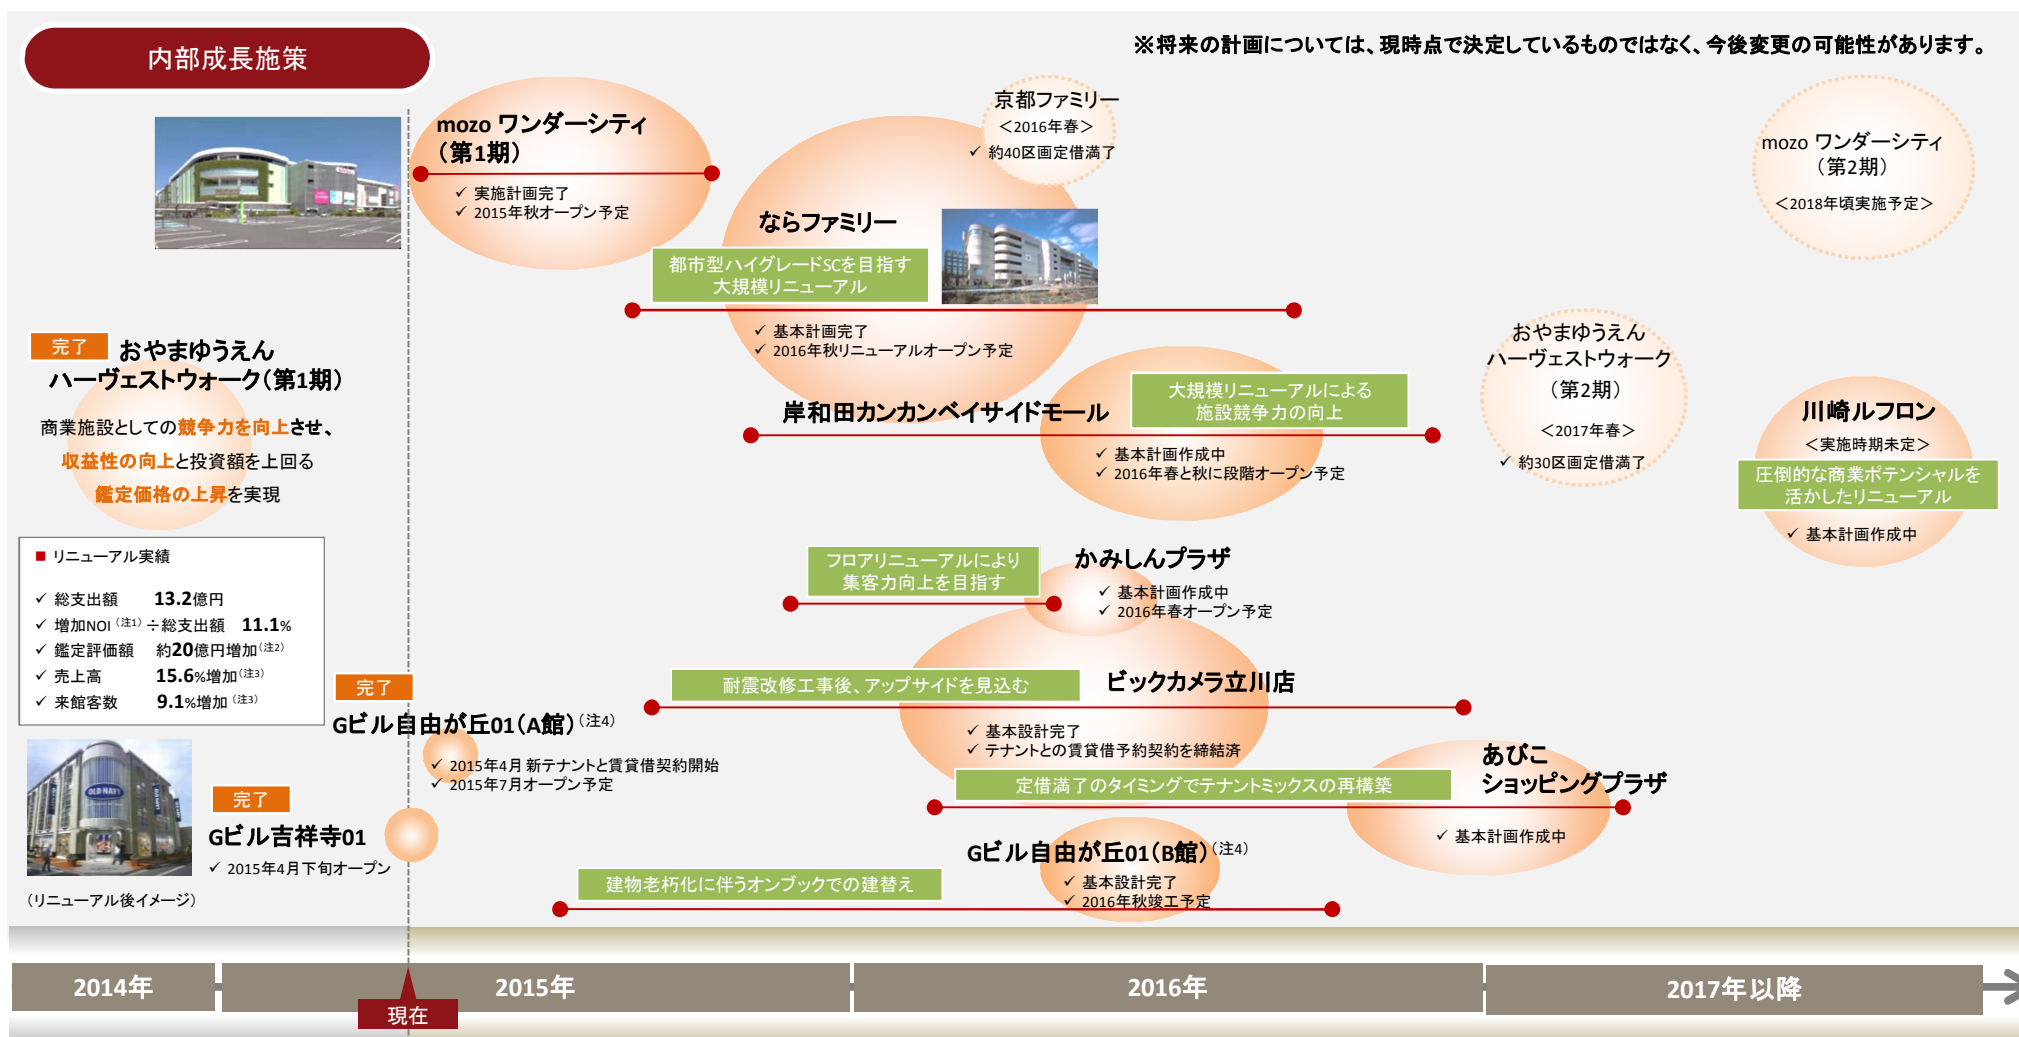 内部成長施策
※将来の計画については、現時点で決定しているものではなく、今後変更の可能性があります。
mozo ワンダーシティ
（第1期）
✓ 実施計画完了
✓ 2015年秋オープン予定
京都ファミリー
＜2016年春＞
✓ 約40区画定借満了
mozo ワンダーシティ
（第2期）
＜2018年頃実施予定＞
ならファミリー
都市型ハイグレードSCを目指す
大規模リニューアル
✓ 基本計画完了
✓ 2016年秋リニューアルオープン予定
完了
おやまゆうえん
ハーヴェストウォーク（第1期）
商業施設としての競争力を向上させ、
収益性の向上と投資額を上回る
鑑定価格の上昇を実現
岸和田カンカンベイサイドモール
大規模リニューアルによる
施設競争力の向上
✓ 基本計画作成中
✓ 2016年春と秋に段階オープン予定
おやまゆうえん
ハーヴェストウォーク
（第2期）
＜2017年春＞
✓ 約30区画定借満了
川崎ルフロン
＜実施時期未定＞
圧倒的な商業ポテンシャルを
活かしたリニューアル
✓ 基本計画作成中
■ リニューアル実績
✓ 総支出額 13.2億円
✓ 増加NOI（注1）÷総支出額 11.1%
✓ 鑑定評価額 約20億円増加（注2）
✓ 売上高 15.6%増加（注3）
✓ 来館客数 9.1%増加（注3）
フロアリニューアルにより
集客力向上を目指す
かみしんプラザ
✓ 基本計画作成中
✓ 2016年春オープン予定
耐震改修工事後、アップサイドを見込む
ビックカメラ立川店
✓ 基本設計完了
✓ テナントとの賃貸借予約契約を締結済
完了
Gビル自由が丘01（A館）（注4）
✓ 2015年4月 新テナントと賃貸借契約開始
✓ 2015年7月オープン予定
定借満了のタイミングでテナントミックスの再構築
あびこ
ショッピングプラザ
✓ 基本計画作成中
OLD NAVY
（リニューアル後イメージ）
完了
Gビル吉祥寺01
✓ 2015年4月下旬オープン
Gビル自由が丘01（B館）（注4）
建物老朽化に伴うオンブックでの建替え
✓ 基本設計完了
✓ 2016年秋竣工予定
2014年
2015年
2016年
2017年以降
現在